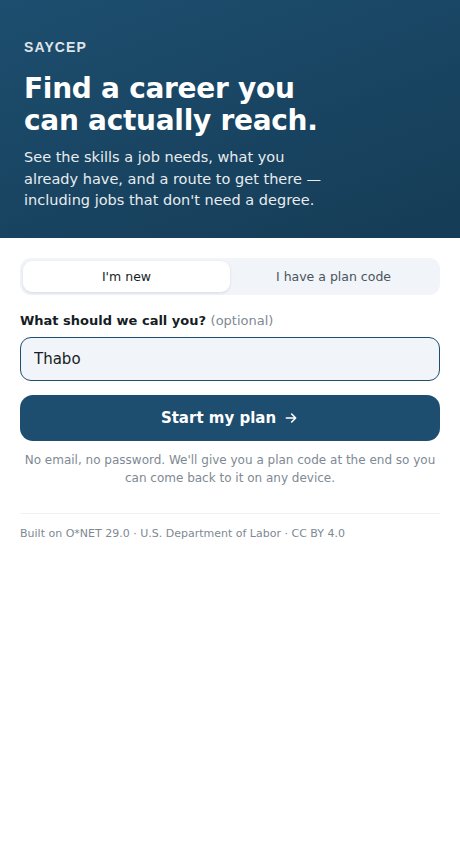 SAYCEP
Find a career you
can actually reach.
See the skills a job needs, what you
already have, and a route to get there —
including jobs that don't need a degree.
I'm new
I have a plan code
What should we call you? (optional)
Thabo
Start my plan →
No email, no password. We'll give you a plan code at the end so you
can come back to it on any device.
Built on O*NET 29.0 · U.S. Department of Labor · CC BY 4.0